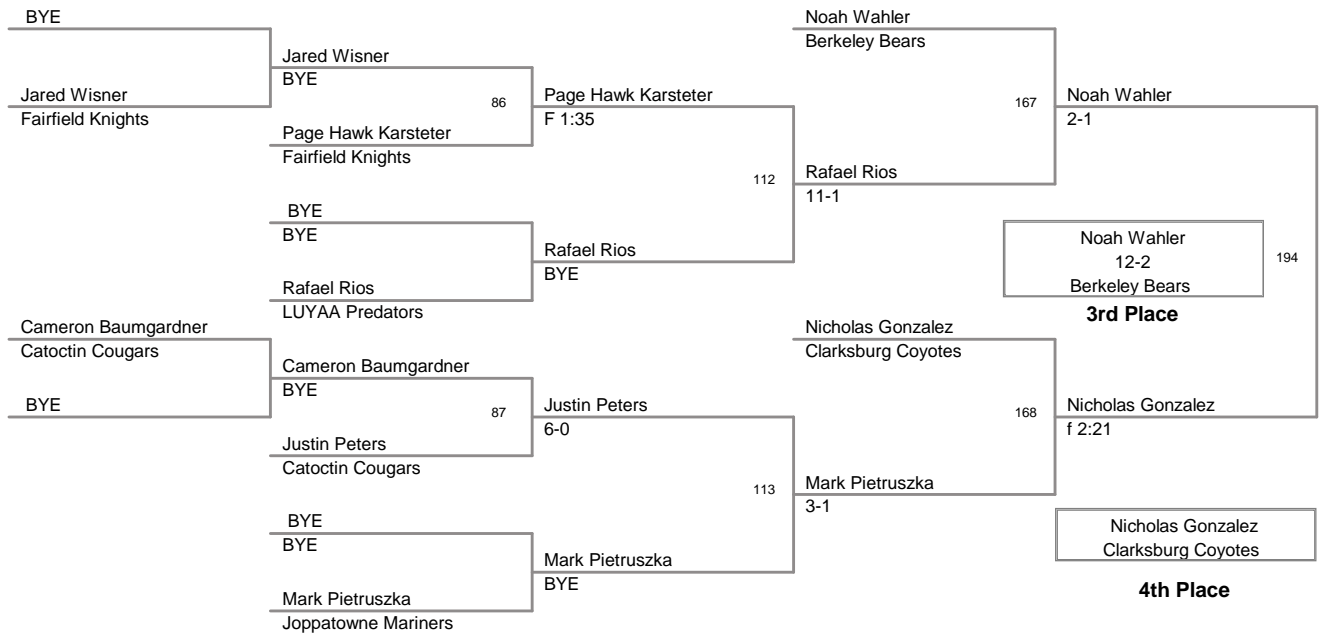 BYE
Jared Wisner
Fairfield Knights
Jared Wisner
BYE
86
Page Hawk Karsteter
Fairfield Knights
Page Hawk Karsteter
F 1:35
BYE
BYE
Rafael Rios
LUYAA Predators
Rafael Rios
BYE
112
Rafael Rios
11-1
Noah Wahler
Berkeley Bears
167
Noah Wahler
2-1
Noah Wahler
12-2
Berkeley Bears
194
3rd Place
Cameron Baumgardner
Catoctin Cougars
BYE
Cameron Baumgardner
BYE
87
Justin Peters
Catoctin Cougars
Justin Peters
6-0
BYE
BYE
Mark Pietruszka
Joppatowne Mariners
Mark Pietruszka
BYE
113
Mark Pietruszka
3-1
Nicholas Gonzalez
Clarksburg Coyotes
168
Nicholas Gonzalez
f 2:21
Nicholas Gonzalez
Clarksburg Coyotes
4th Place